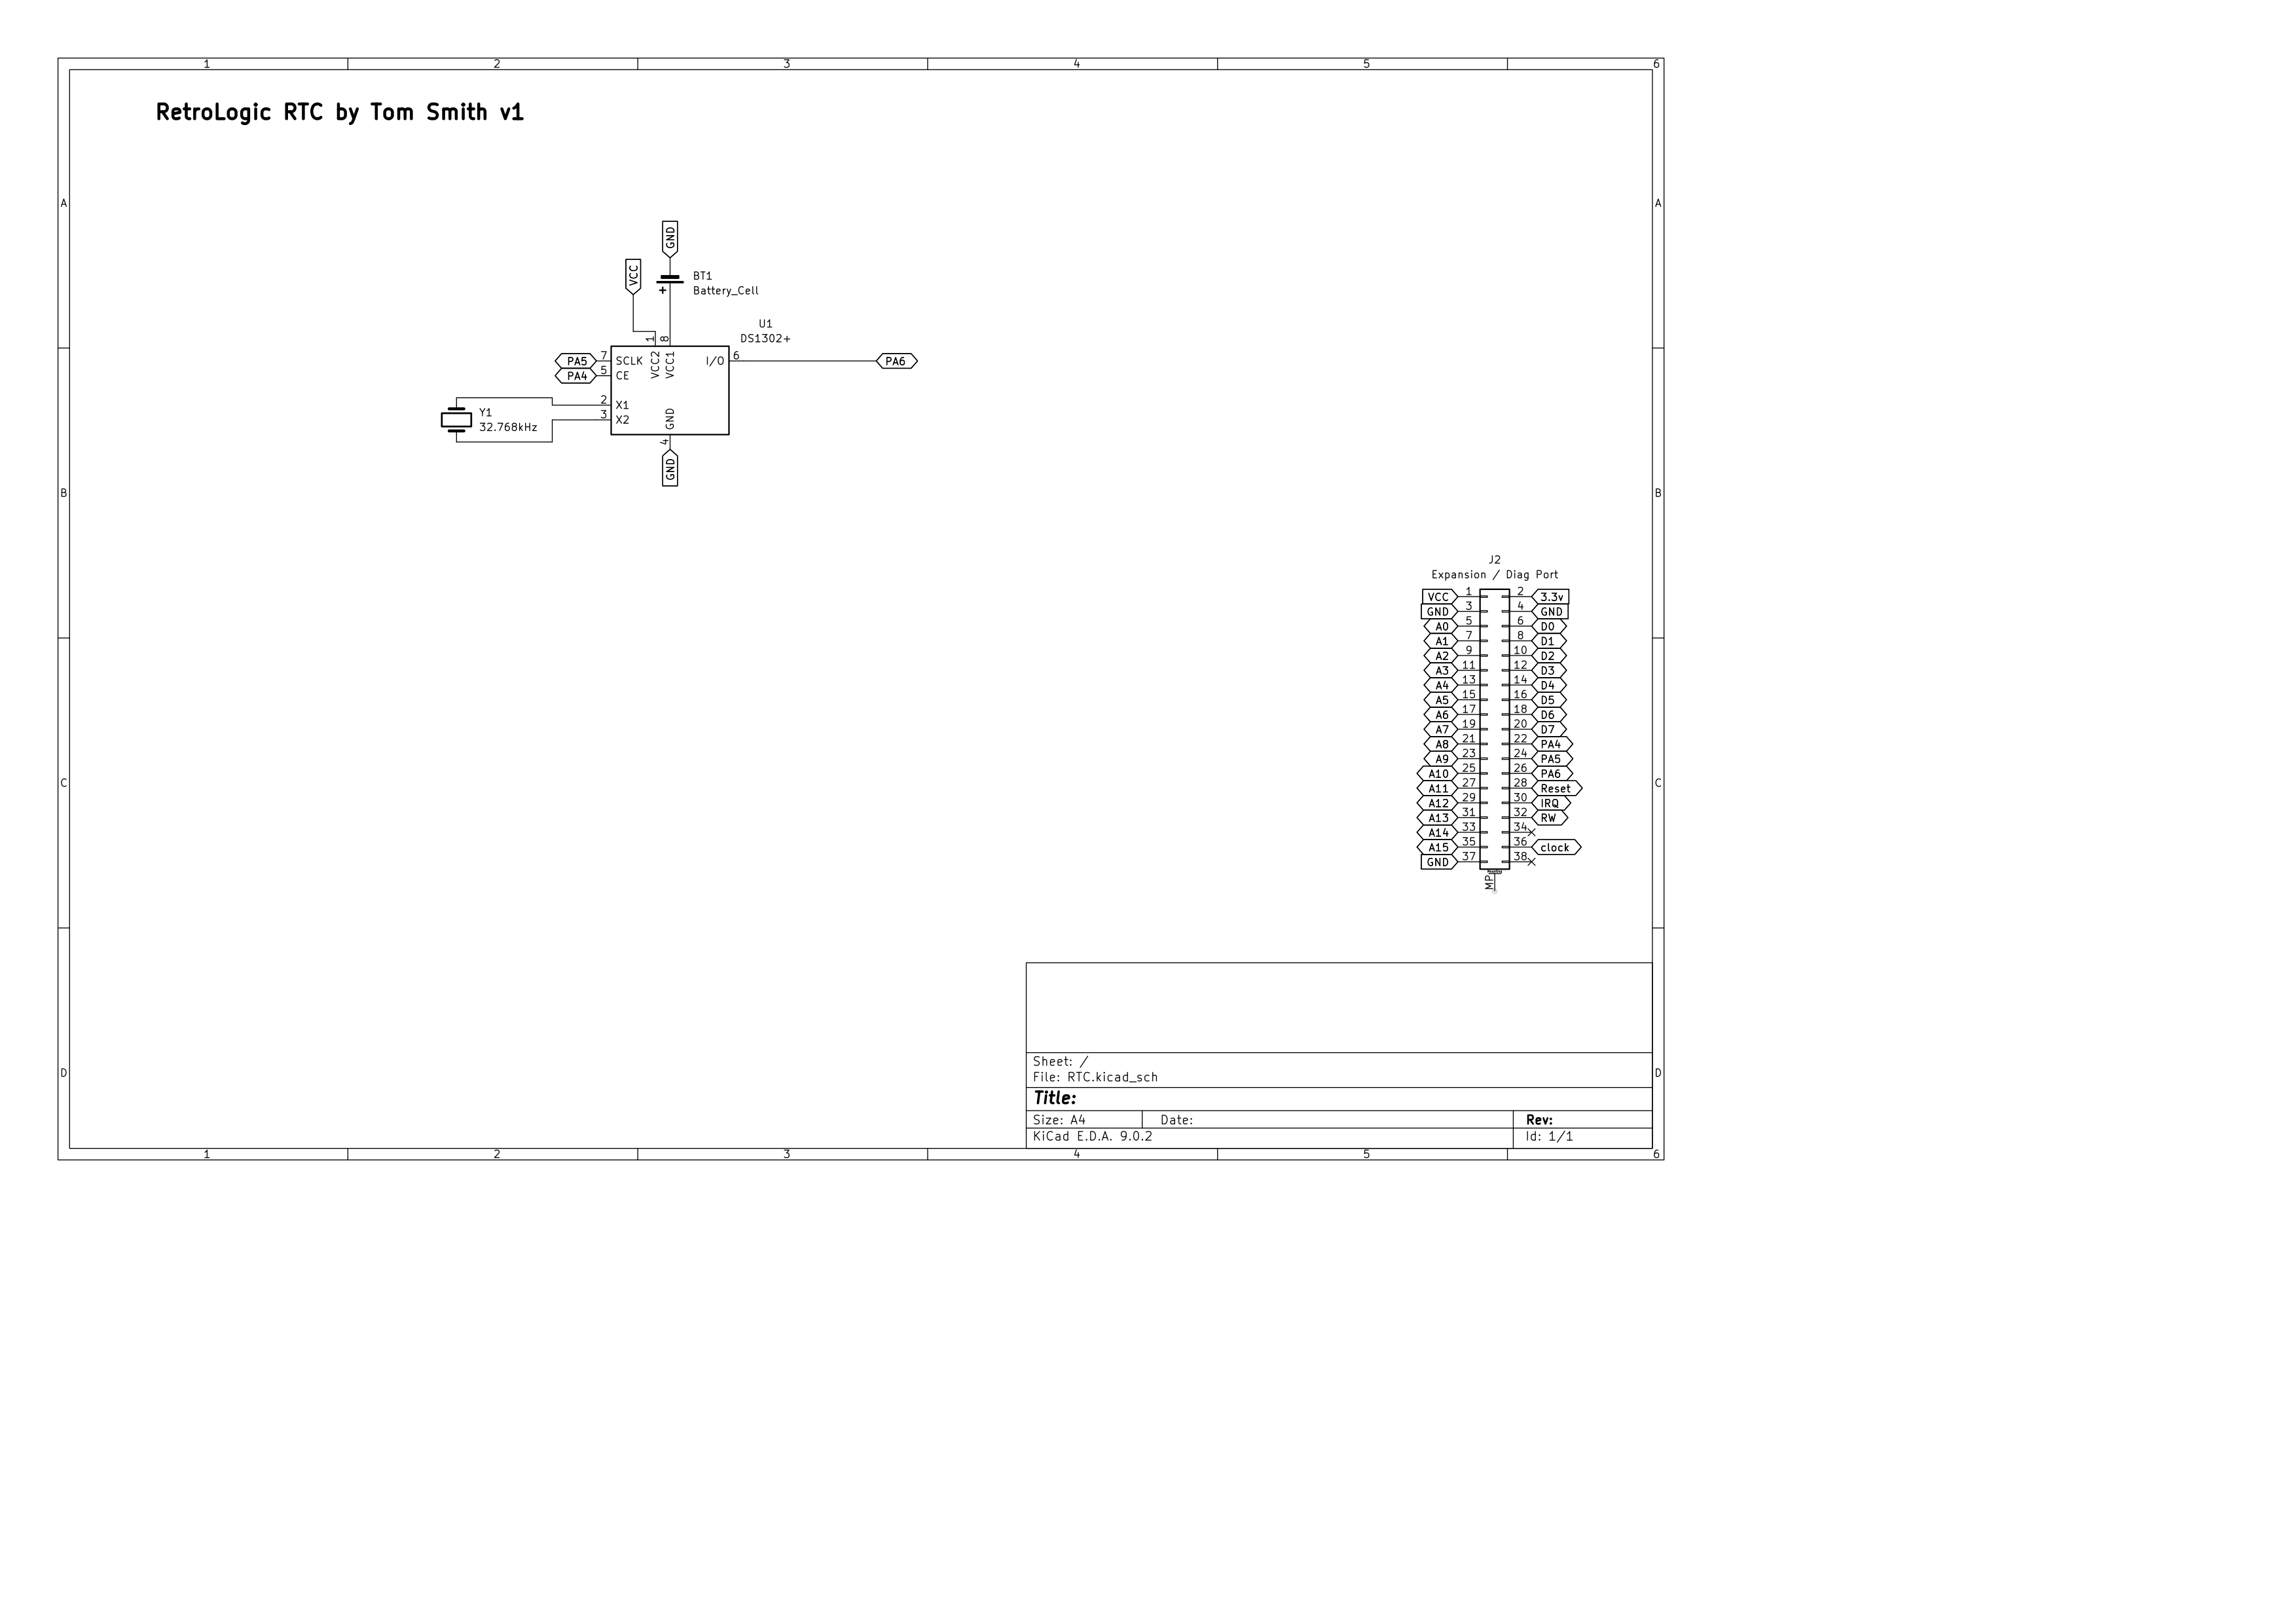 1 2 3 4 5 6
RetroLogic RTC by Tom Smith v1
A A
GND
VCC
BT1
Battery_Cell
+
U1
DS1302+
1 8
PA5 7 SCLK VCC2 VCC1 I/O 6 PA6
PA4 5 CE
2 X1
Y1
32.768kHz
3 X2
GND
4
GND
B B
J2
Expansion / Diag Port
VCC 1 2 3.3v
GND 3 4 GND
A0 5 6 D0
A1 7 8 D1
A2 9 10 D2
A3 11 12 D3
A4 13 14 D4
A5 15 16 D5
A6 17 18 D6
A7 19 20 D7
A8 21 22 PA4
A9 23 24 PA5
A10 25 26 PA6
A11 27 28 Reset
A12 29 30 IRQ
A13 31 32 RW
A14 33 34
A15 35 36 clock
GND 37 38
MP
C C
Sheet: /
File: RTC.kicad_sch
Title:
Size: A4 Date: Rev:
KiCad E.D.A. 9.0.2 Id: 1/1
D D
1 2 3 4 5 6